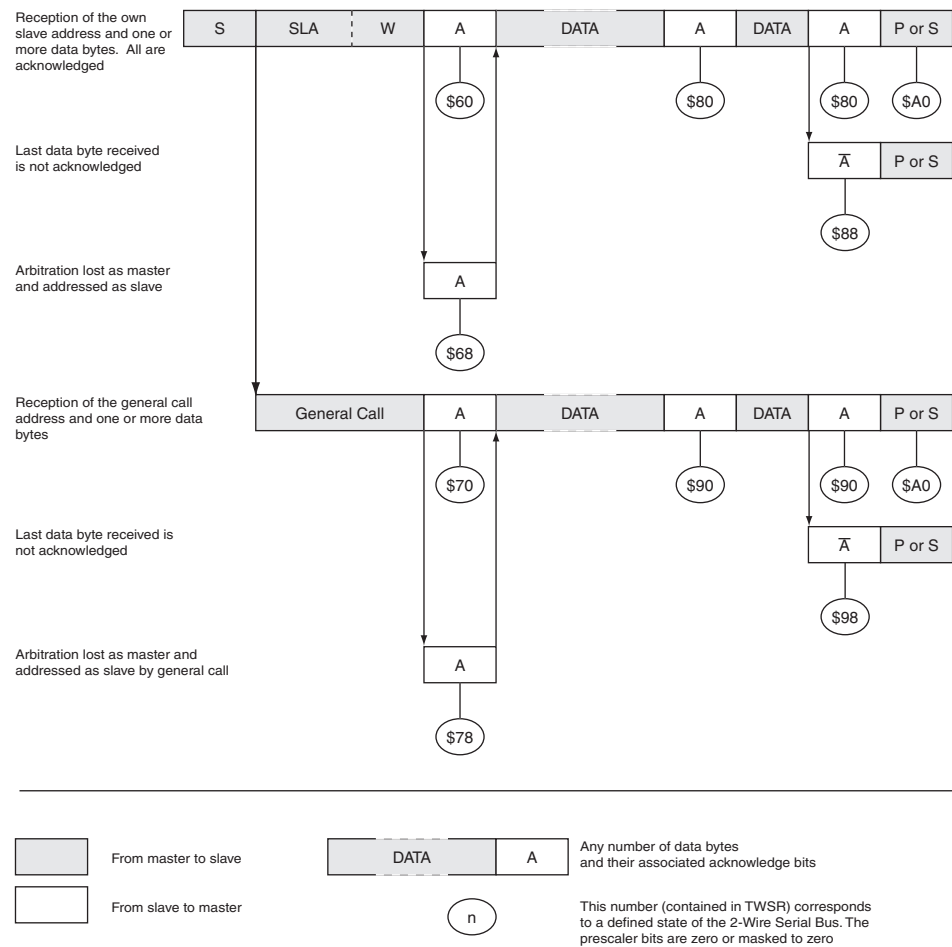 Reception of the own
slave address and one or
more data bytes. All are
acknowledged
S
SLA
W
A
DATA
A
DATA
A
P or S
$60
$80
$80
$A0
Last data byte received
is not acknowledged
A̅
P or S
$88
Arbitration lost as master
and addressed as slave
A
$68
Reception of the general call
address and one or more data
bytes
General Call
A
DATA
A
DATA
A
P or S
$70
$90
$90
$A0
Last data byte received is
not acknowledged
A̅
P or S
$98
Arbitration lost as master and
addressed as slave by general call
A
$78
From master to slave
From slave to master
DATA
A
Any number of data bytes
and their associated acknowledge bits
n
This number (contained in TWSR) corresponds
to a defined state of the 2-Wire Serial Bus. The
prescaler bits are zero or masked to zero